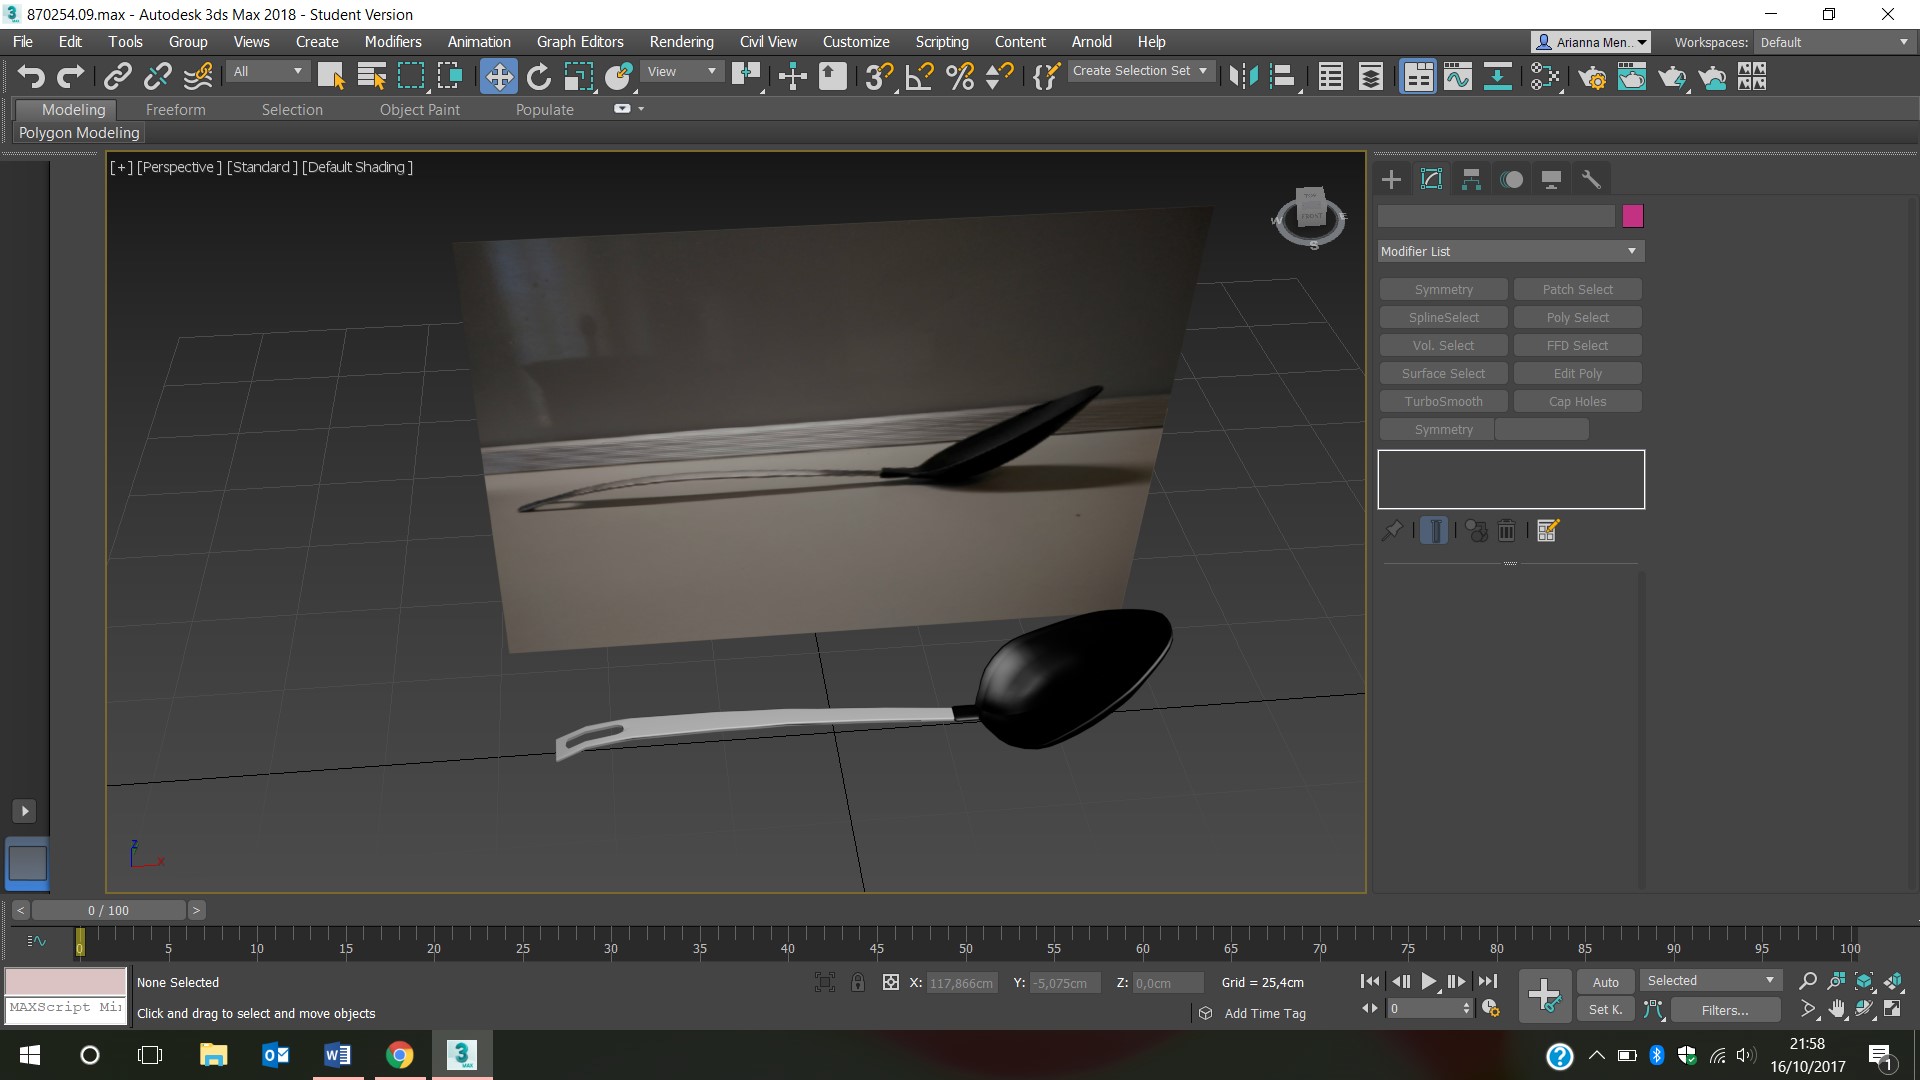 870254.09.max - Autodesk 3ds Max 2018 - Student Version
File Edit Tools Group Views Create Modifiers Animation Graph Editors Rendering Civil View Customize Scripting Content Arnold Help
Arianna Men.. Workspaces: Default
All View Create Selection Set
Modeling Freeform Selection Object Paint Populate
Polygon Modeling
[+] [Perspective ] [Standard ] [Default Shading ]
TOP
W FRONT E
S
Modifier List
Symmetry Patch Select
SplineSelect Poly Select
Vol. Select FFD Select
Surface Select Edit Poly
TurboSmooth Cap Holes
Symmetry
Z
X
< 0 / 100 >
0 5 10 15 20 25 30 35 40 45 50 55 60 65 70 75 80 85 90 95 100
None Selected X: 117,866cm Y: -5,075cm Z: 0,0cm Grid = 25,4cm Auto Selected
MAXScript Mi
Click and drag to select and move objects Add Time Tag 0 Set K. Filters...
21:58
16/10/2017
1